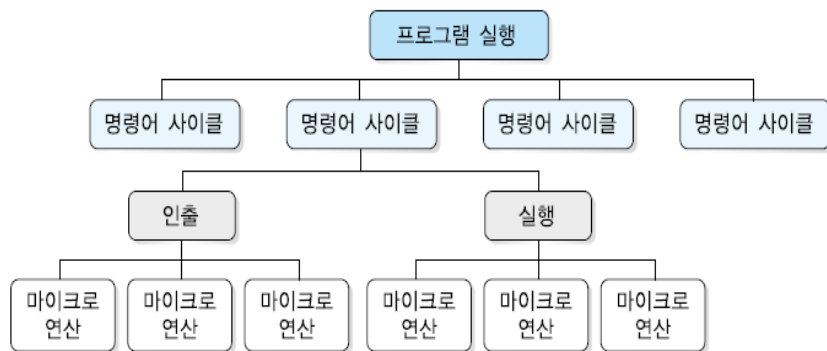 프로그램 실행
명령어 사이클
명령어 사이클
명령어 사이클
명령어 사이클
인출
실행
마이크로
연산
마이크로
연산
마이크로
연산
마이크로
연산
마이크로
연산
마이크로
연산